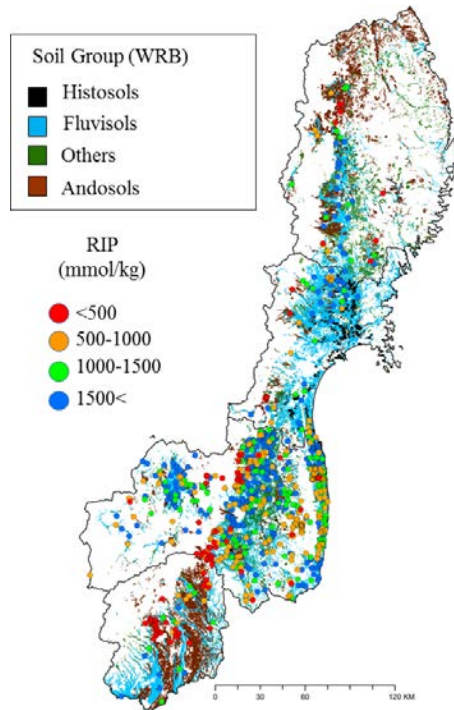 Soil Group (WRB)
Histosols
Fluvisols
Others
Andosols
RIP
(mmol/kg)
<500
500-1000
1000-1500
1500<
0 30 60 120 KM